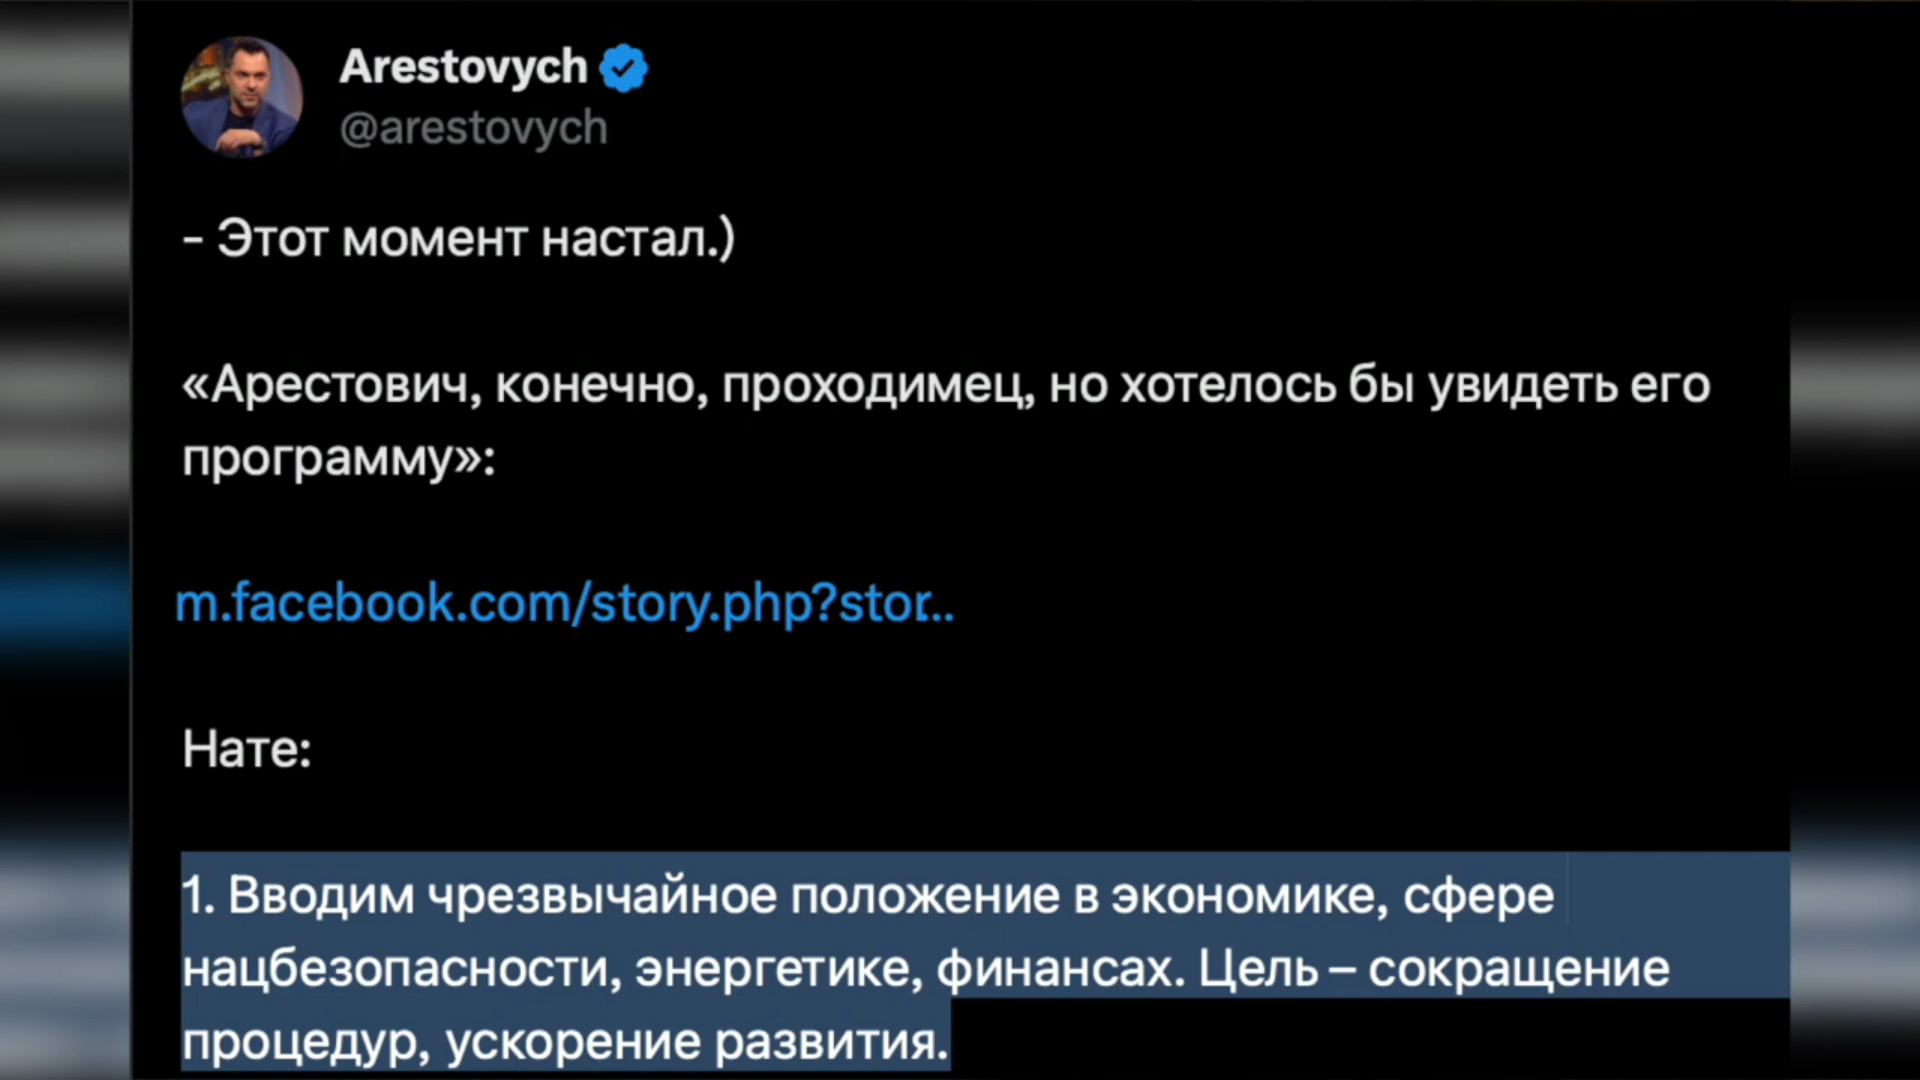 Arestovych
@arestovych
- Этот момент настал.)
«Арестович, конечно, проходимец, но хотелось бы увидеть его
программу»:
m.facebook.com/story.php?stor...
Нате:
1. Вводим чрезвычайное положение в экономике, сфере
нацбезопасности, энергетике, финансах. Цель – сокращение
процедур, ускорение развития.